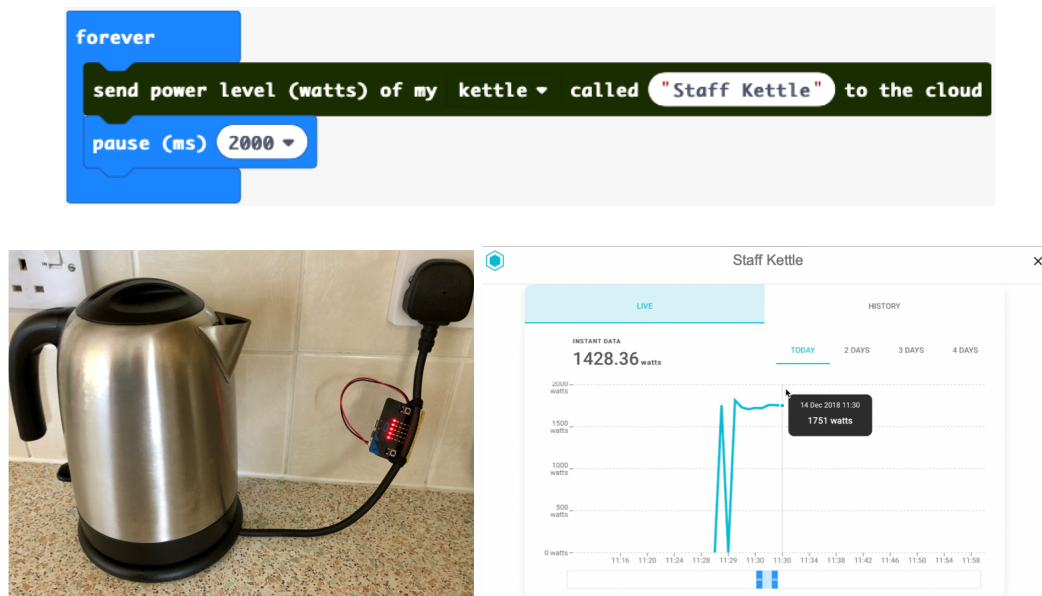 forever
send power level (watts) of my kettle called "Staff Kettle" to the cloud
pause (ms) 2000
Staff Kettle
×
LIVE
HISTORY
INSTANT DATA
1428.36 watts
TODAY 2 DAYS 3 DAYS 4 DAYS
2000
watts
14 Dec 2018 11:30
1751 watts
1500
watts
1000
watts
500
watts
0 watts
11:16 11:20 11:24 11:28 11:29 11:30 11:30 11:34 11:38 11:42 11:46 11:50 11:54 11:58